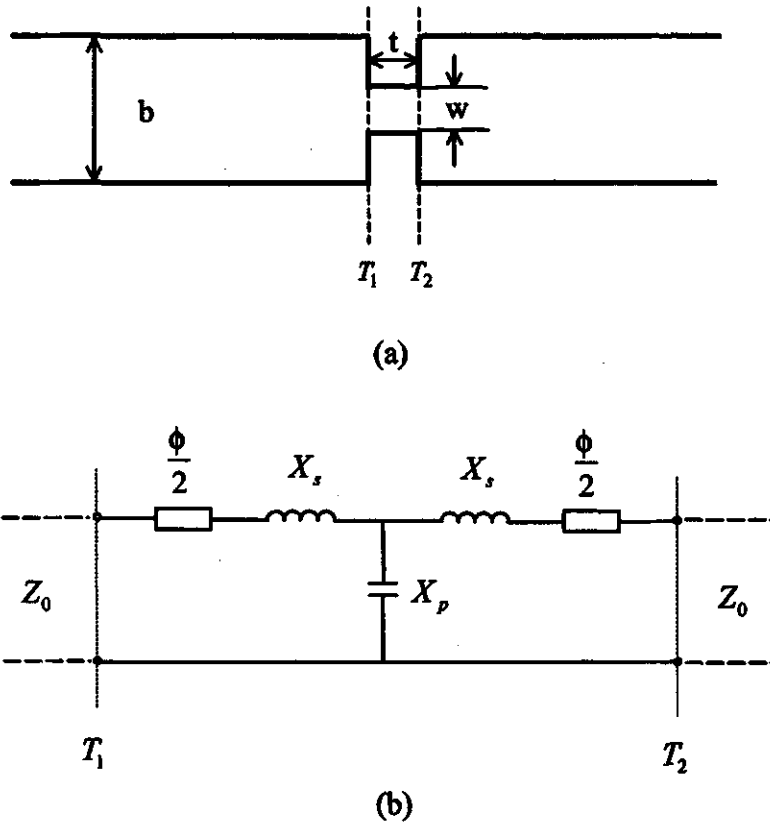 t
b
w
T₁ T₂
(a)
ϕ/2 Xₛ Xₛ ϕ/2
Z₀ Xₚ Z₀
T₁ T₂
(b)